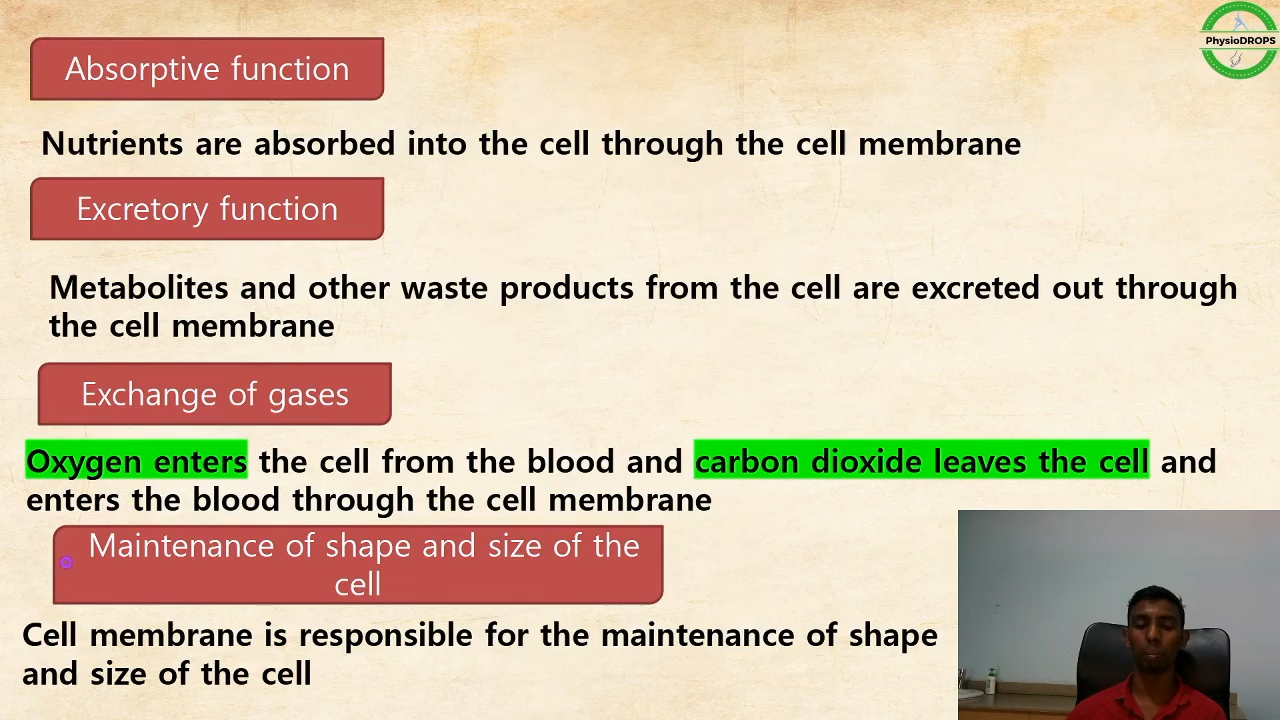 PhysioDROPS
Absorptive function
Nutrients are absorbed into the cell through the cell membrane
Excretory function
Metabolites and other waste products from the cell are excreted out through
the cell membrane
Exchange of gases
Oxygen enters the cell from the blood and carbon dioxide leaves the cell and
enters the blood through the cell membrane
Maintenance of shape and size of the
cell
Cell membrane is responsible for the maintenance of shape
and size of the cell